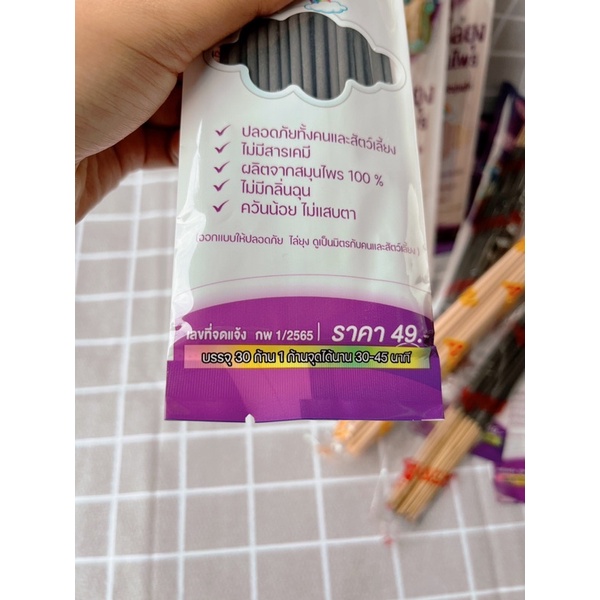 ปลอดภัยทั้งคนและสัตว์เลี้ยง
ไม่มีสารเคมี
ผลิตจากสมุนไพร 100 %
ไม่มีกลิ่นฉุน
ควันน้อย ไม่แสบตา
ออกแบบให้ปลอดภัย ไล่ยุง ดูเป็นมิตรกับคนและสัตว์เลี้ยง
เลขที่จดแจ้ง กพ 1/2565 | ราคา 49.-
บรรจุ 30 ก้าน 1 ก้านจุดได้นาน 30-45 นาที